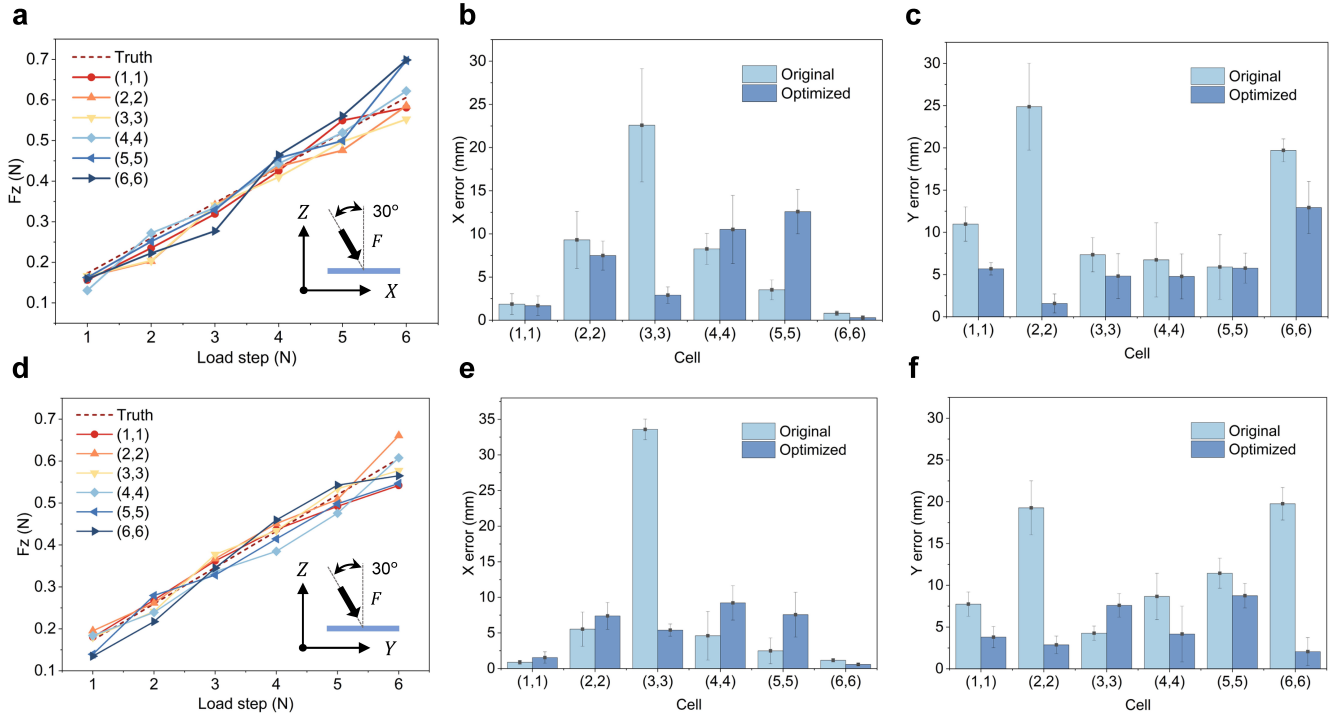 a
0.7
0.6
0.5
0.4
0.3
0.2
0.1
Fz (N)
Truth
(1,1)
(2,2)
(3,3)
(4,4)
(5,5)
(6,6)
Z
30°
F
X
1 2 3 4 5 6
Load step (N)
b
30
25
20
15
10
5
0
X error (mm)
Original
Optimized
(1,1) (2,2) (3,3) (4,4) (5,5) (6,6)
Cell
c
30
25
20
15
10
5
0
Y error (mm)
Original
Optimized
(1,1) (2,2) (3,3) (4,4) (5,5) (6,6)
Cell
d
0.7
0.6
0.5
0.4
0.3
0.2
0.1
Fz (N)
Truth
(1,1)
(2,2)
(3,3)
(4,4)
(5,5)
(6,6)
Z
30°
F
Y
1 2 3 4 5 6
Load step (N)
e
35
30
25
20
15
10
5
0
X error (mm)
Original
Optimized
(1,1) (2,2) (3,3) (4,4) (5,5) (6,6)
Cell
f
30
25
20
15
10
5
0
Y error (mm)
Original
Optimized
(1,1) (2,2) (3,3) (4,4) (5,5) (6,6)
Cell